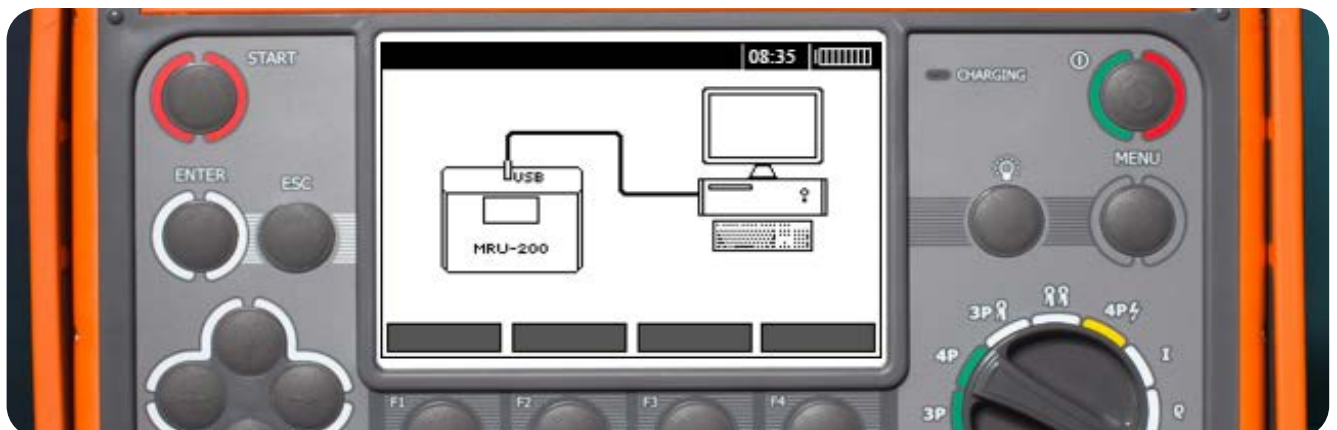 START
08:35
CHARGING
ENTER
ESC
MENU
USB
MRU-200
3P
4P
4P
I
3P
ρ
F1
F2
F3
F4